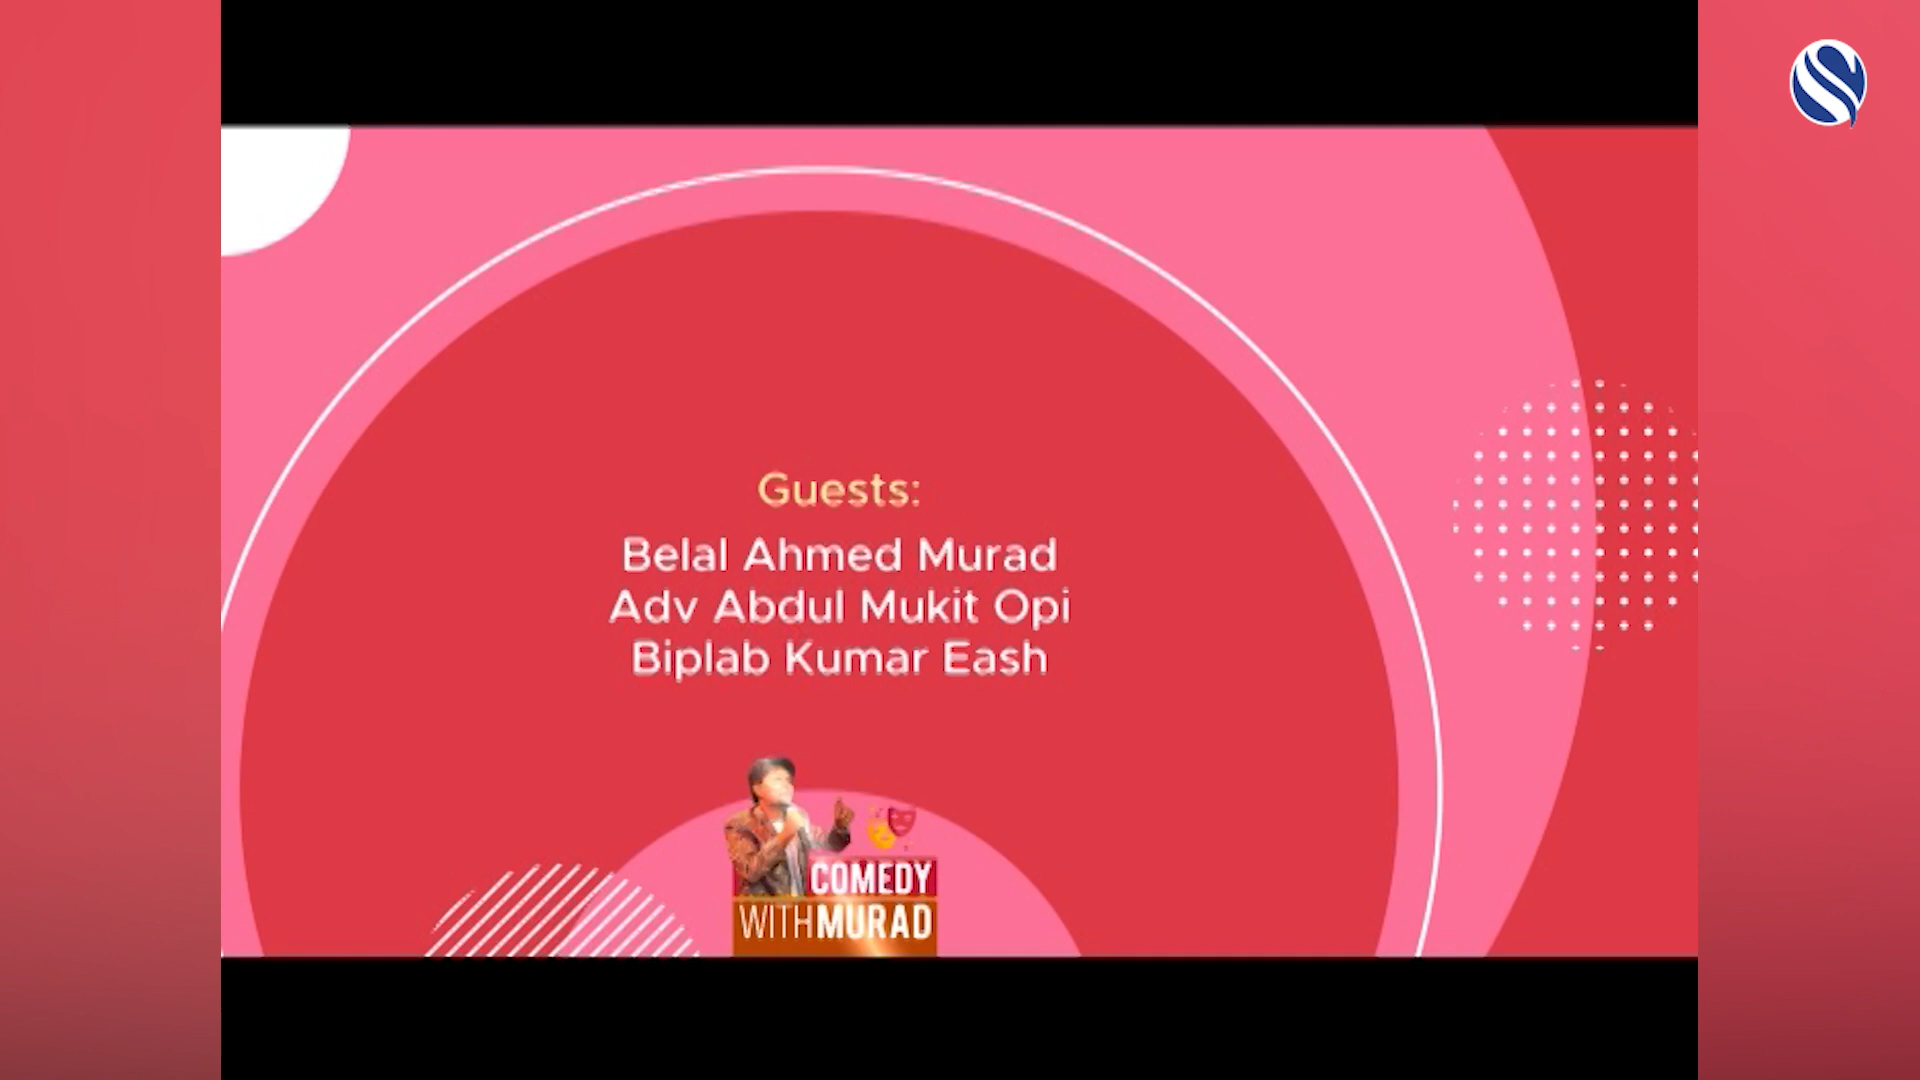 Guests:
Belal Ahmed Murad
Adv Abdul Mukit Opi
Biplab Kumar Eash
COMEDY
WITHMURAD